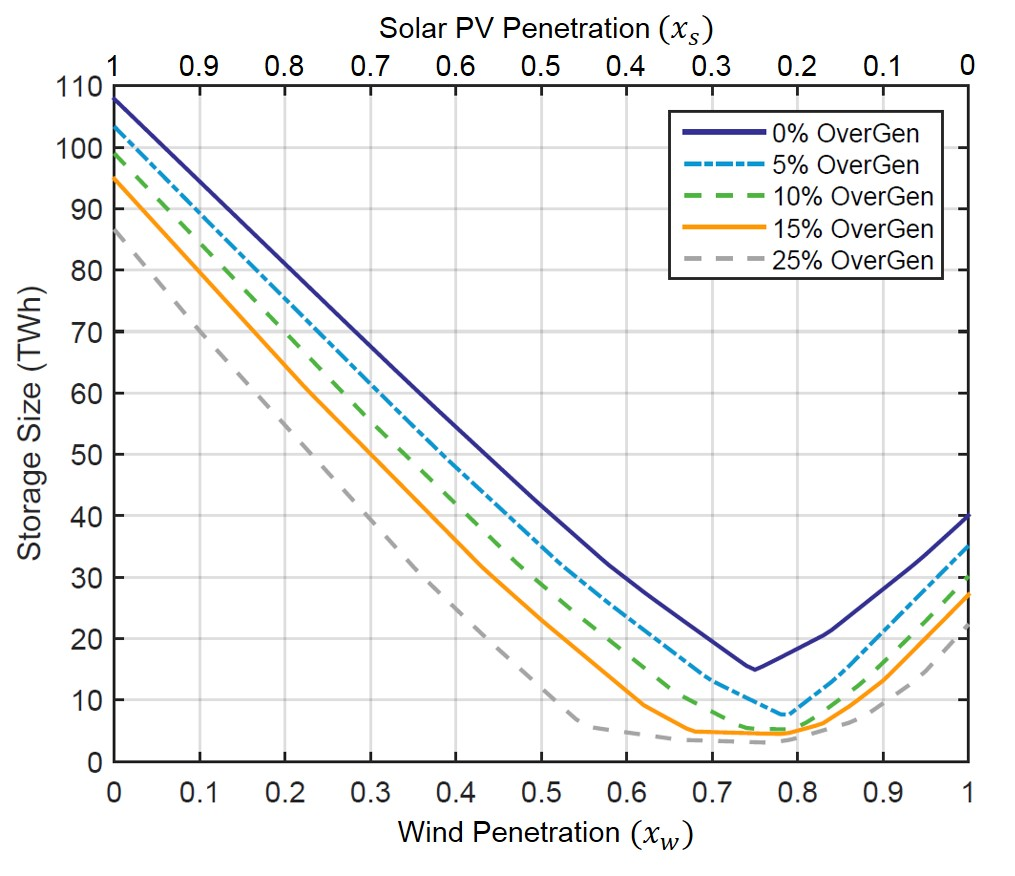 Solar PV Penetration (xₛ)
1 0.9 0.8 0.7 0.6 0.5 0.4 0.3 0.2 0.1 0
110
100
90
80
70
60
50
40
30
20
10
0
Storage Size (TWh)
0% OverGen
5% OverGen
10% OverGen
15% OverGen
25% OverGen
0 0.1 0.2 0.3 0.4 0.5 0.6 0.7 0.8 0.9 1
Wind Penetration (x_w)